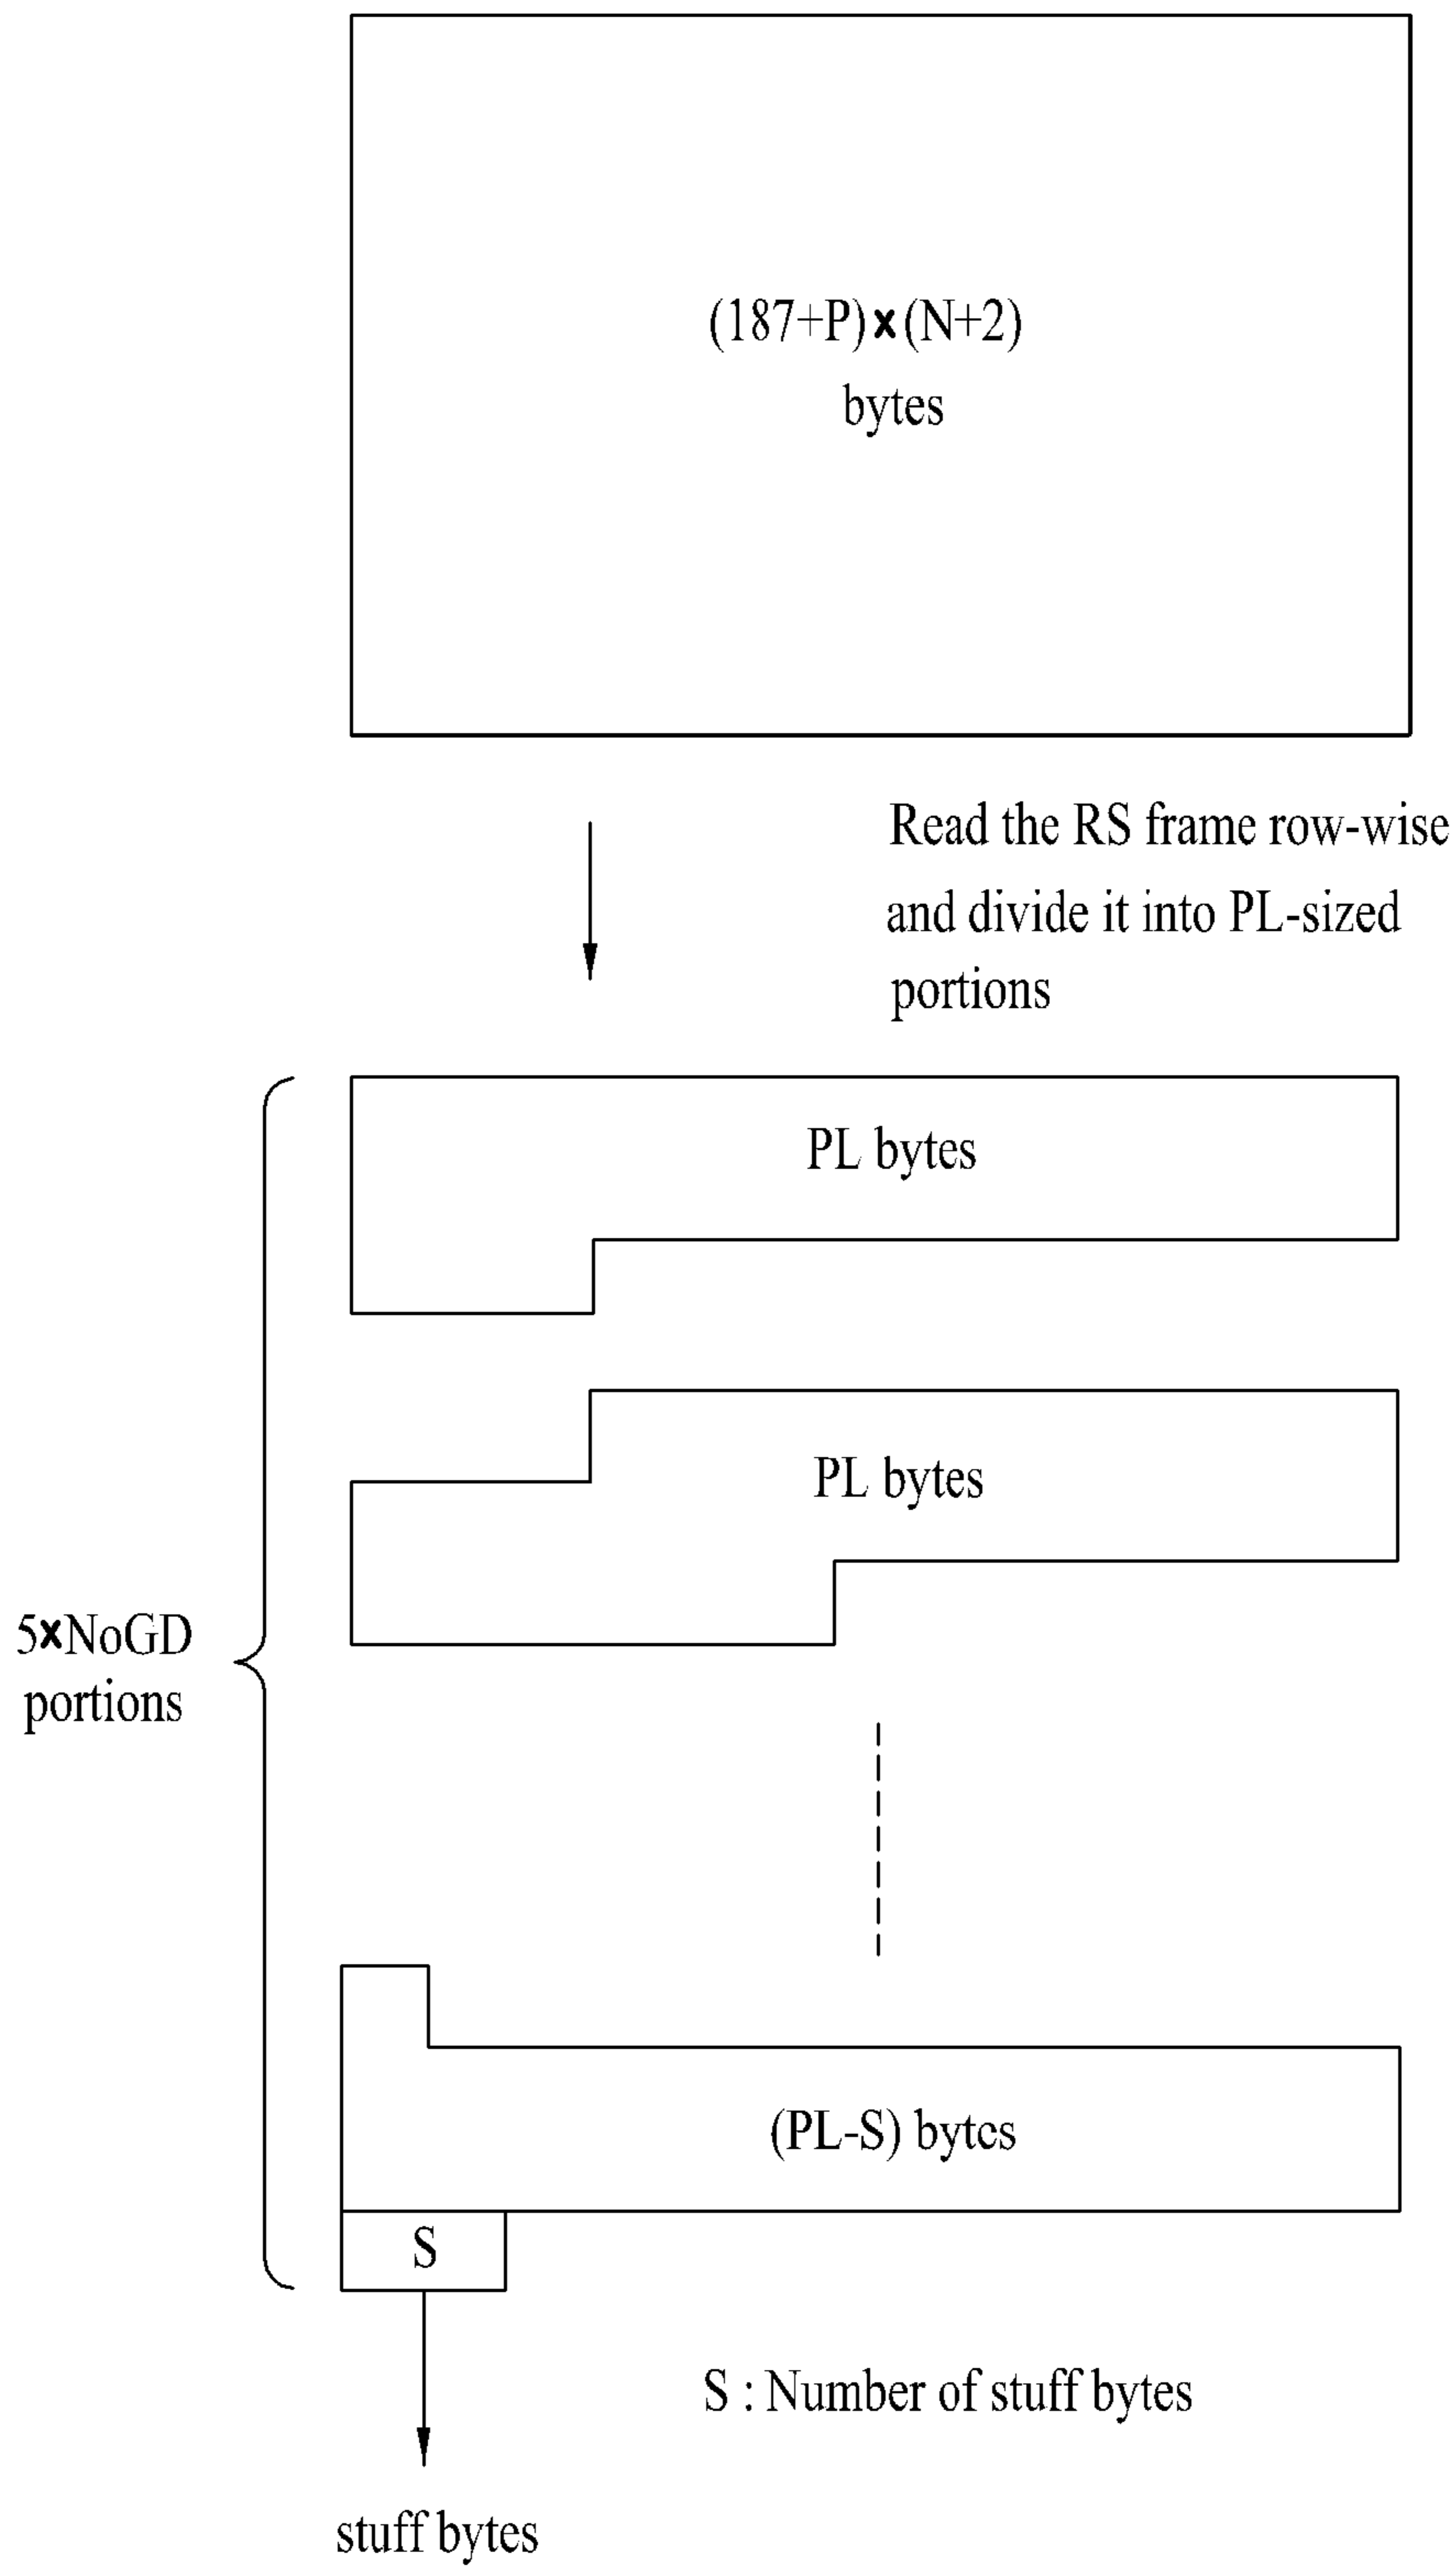 (187+P)×(N+2)
bytes
Read the RS frame row-wise
and divide it into PL-sized
portions
PL bytes
PL bytes
5×NoGD
portions
(PL-S) bytes
S
S : Number of stuff bytes
stuff bytes